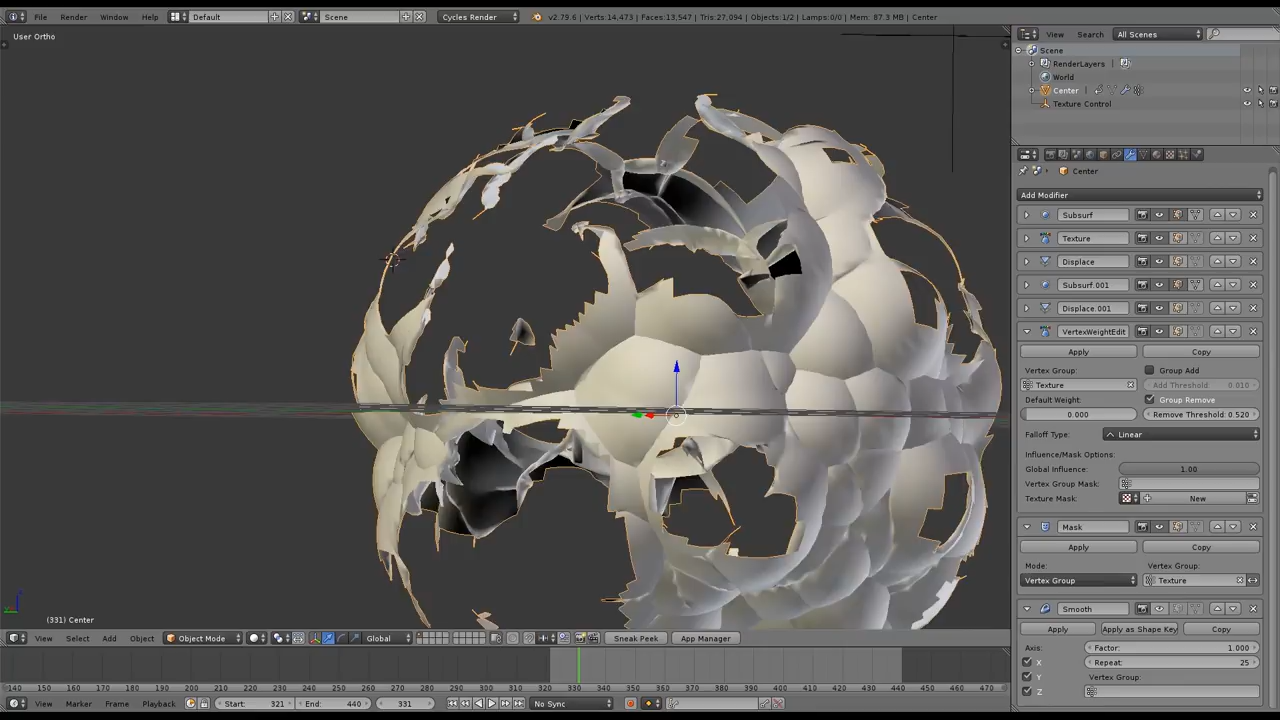 File Render Window Help Default Scene Cycles Render v2.79.6 | Verts:14,473 | Faces:13,547 | Tris:27,094 | Objects:1/2 | Lamps:0/0 | Mem: 87.3 MB | Center
User Ortho
View Search All Scenes
Scene
RenderLayers
World
Center
Texture Control
Center
Add Modifier
Subsurf
Texture
Displace
Subsurf.001
Displace.001
VertexWeightEdit
Apply Copy
Vertex Group: Group Add
Texture Add Threshold: 0.010
Default Weight: Group Remove
0.000 Remove Threshold: 0.520
Falloff Type: Linear
Influence/Mask Options:
Global Influence: 1.00
Vertex Group Mask:
Texture Mask: New
Mask
Apply Copy
Mode: Vertex Group:
Vertex Group Texture
Smooth
Apply Apply as Shape Key Copy
Axis: Factor: 1.000
X Repeat: 25
Y Vertex Group:
Z
(331) Center
View Select Add Object Object Mode Global Sneak Peek App Manager
140 150 160 170 180 190 200 210 220 230 240 250 260 270 280 290 300 310 320 330 340 350 360 370 380 390 400 410 420 430 440 450 460 470
View Marker Frame Playback Start: 321 End: 440 331 No Sync